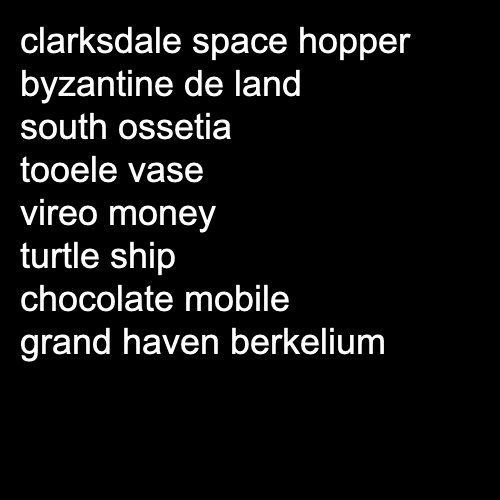 clarksdale space hopper
byzantine de land
south ossetia
tooele vase
vireo money
turtle ship
chocolate mobile
grand haven berkelium